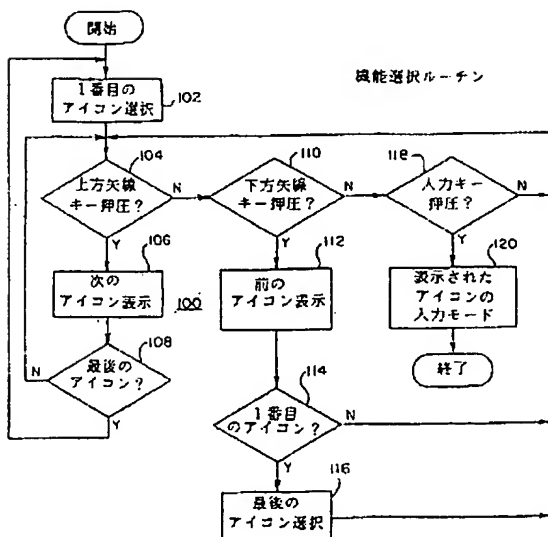 開始
機能選択ルーチン
1番目の
アイコン選択
102
104
上方矢線
キー押圧?
N
Y
110
下方矢線
キー押圧?
N
Y
118
入力キー
押圧?
N
Y
106
次の
アイコン表示
100
112
前の
アイコン表示
120
表示された
アイコンの
入力モード
終了
108
最後の
アイコン?
N
Y
114
1番目
のアイコン?
N
Y
116
最後の
アイコン選択